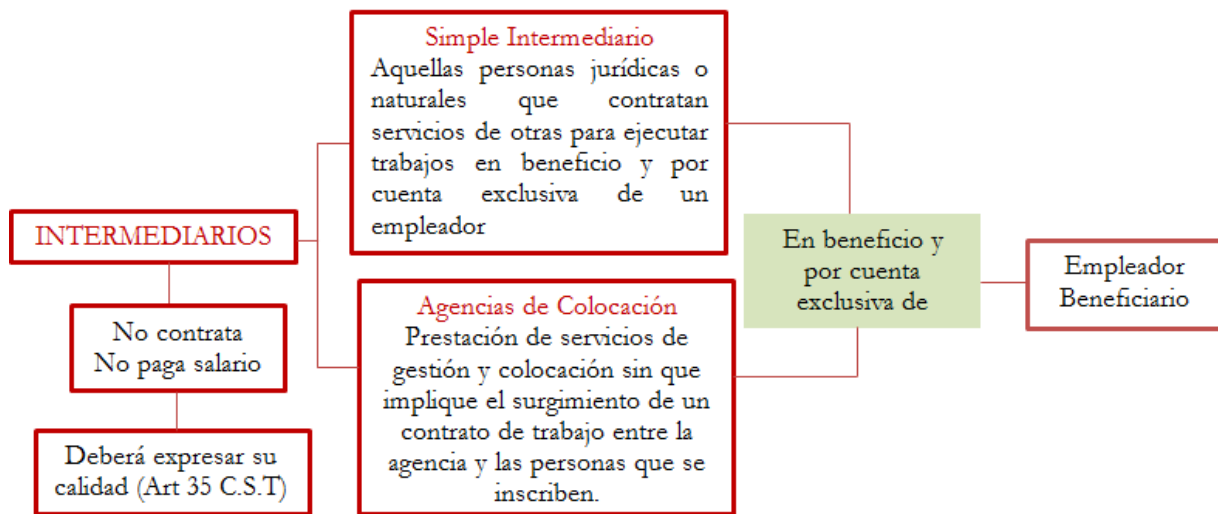 Simple Intermediario
Aquellas personas jurídicas o
naturales que contratan
servicios de otras para ejecutar
trabajos en beneficio y por
cuenta exclusiva de un
empleador
INTERMEDIARIOS
No contrata
No paga salario
Deberá expresar su
calidad (Art 35 C.S.T)
Agencias de Colocación
Prestación de servicios de
gestión y colocación sin que
implique el surgimiento de un
contrato de trabajo entre la
agencia y las personas que se
inscriben.
En beneficio y
por cuenta
exclusiva de
Empleador
Beneficiario